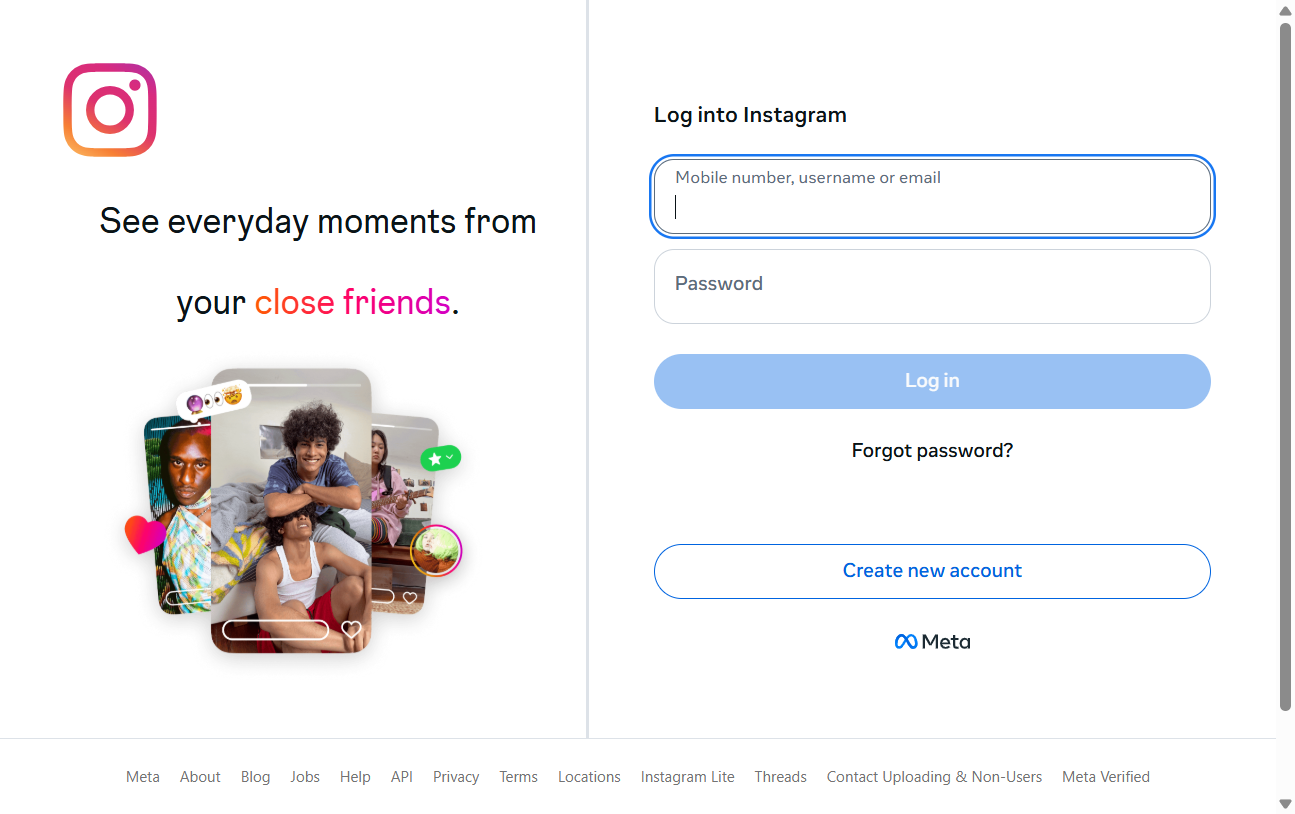 See everyday moments from
your close friends.
Log into Instagram
Mobile number, username or email
Password
Log in
Forgot password?
Create new account
Meta
Meta About Blog Jobs Help API Privacy Terms Locations Instagram Lite Threads Contact Uploading & Non-Users Meta Verified